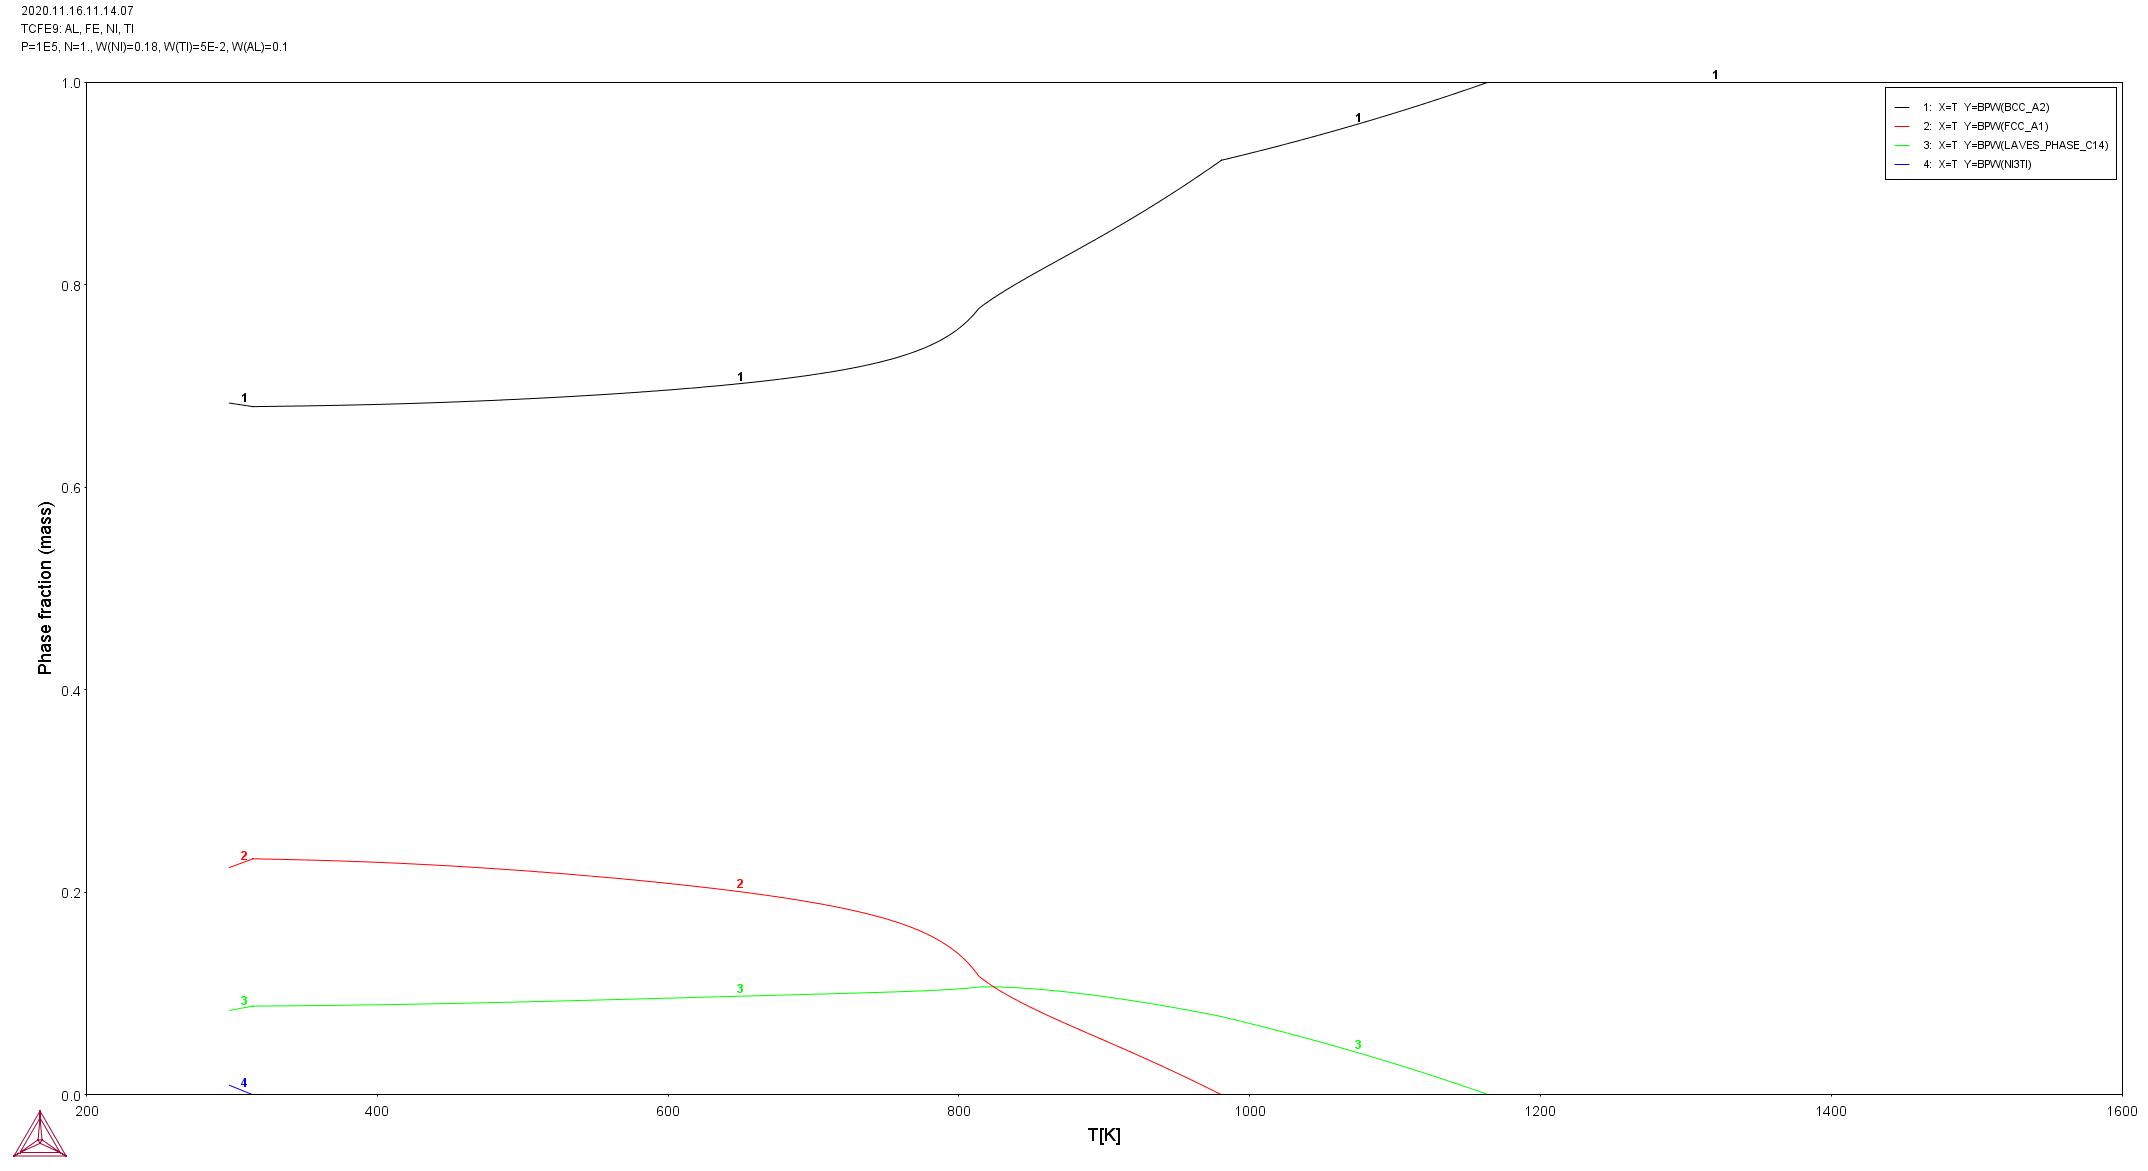 2020.11.16.11.14.07
TCFE9: AL, FE, NI, TI
P=1E5, N=1., W(NI)=0.18, W(TI)=5E-2, W(AL)=0.1
1.0
0.8
0.6
0.4
0.2
0.0
Phase fraction (mass)
1
1
1
1
2
2
3
3
3
4
1: X=T Y=BPW(BCC_A2)
2: X=T Y=BPW(FCC_A1)
3: X=T Y=BPW(LAVES_PHASE_C14)
4: X=T Y=BPW(NI3TI)
200 400 600 800 1000 1200 1400 1600
T[K]